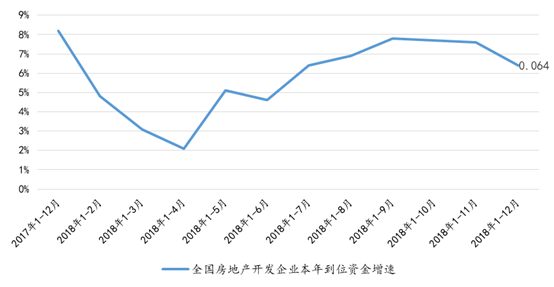 9%
8%
7%
6%
5%
4%
3%
2%
1%
0%
0.064
2017年1-12月
2018年1-2月
2018年1-3月
2018年1-4月
2018年1-5月
2018年1-6月
2018年1-7月
2018年1-8月
2018年1-9月
2018年1-10月
2018年1-11月
2018年1-12月
全国房地产开发企业本年到位资金增速